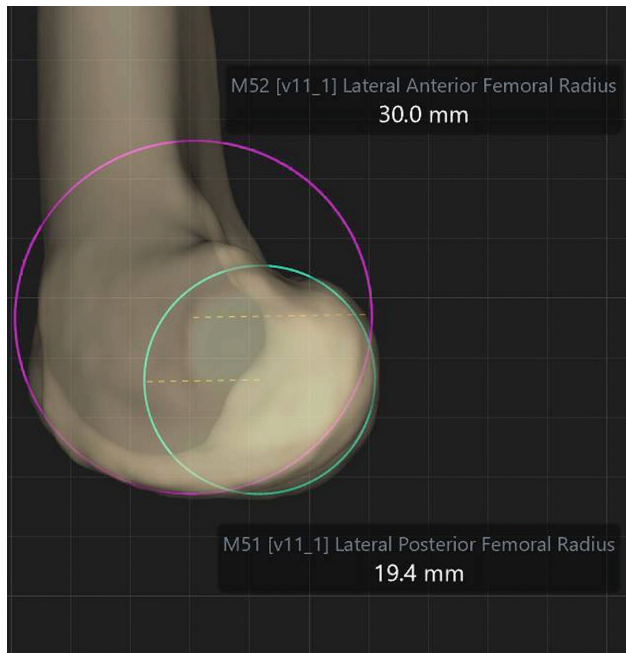 M52 [v11_1] Lateral Anterior Femoral Radius
30.0 mm
M51 [v11_1] Lateral Posterior Femoral Radius
19.4 mm